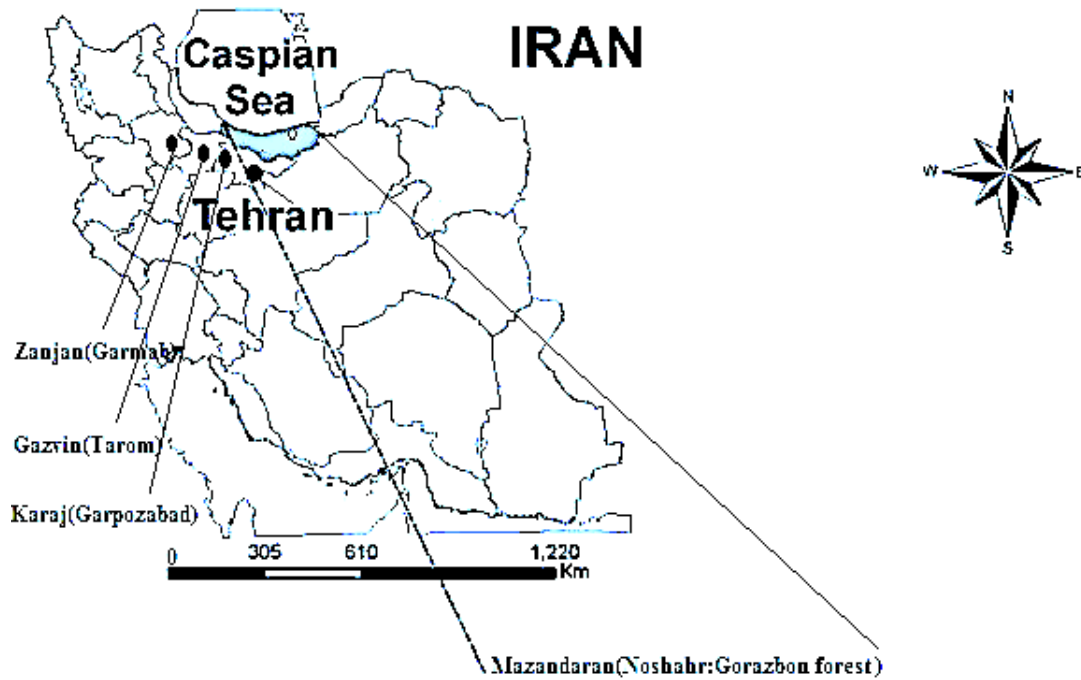 IRAN
Caspian
Sea
N
W
E
S
Tehran
Zanjan(Garmab)
Gazvin(Tarom)
Karaj(Garpozabad)
0 305 610 1,220
Km
Mazandaran(Noshahr:Gorazbon forest)